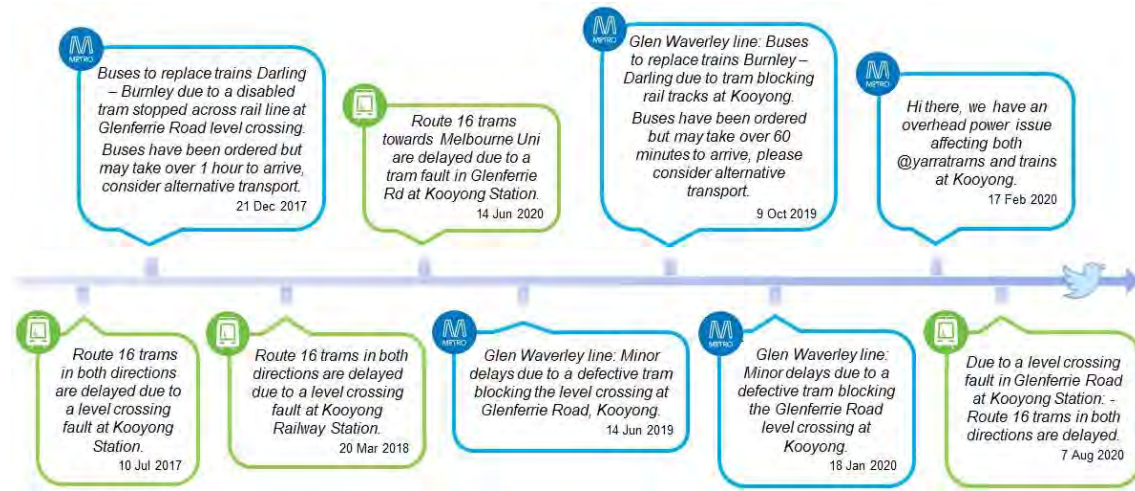 METRO
Buses to replace trains Darling
– Burnley due to a disabled
tram stopped across rail line at
Glenferrie Road level crossing.
Buses have been ordered but
may take over 1 hour to arrive,
consider alternative transport.
21 Dec 2017
Route 16 trams
towards Melbourne Uni
are delayed due to a
tram fault in Glenferrie
Rd at Kooyong Station.
14 Jun 2020
METRO
Glen Waverley line: Buses
to replace trains Burnley –
Darling due to tram blocking
rail tracks at Kooyong.
Buses have been ordered
but may take over 60
minutes to arrive, please
consider alternative
transport.
9 Oct 2019
METRO
Hi there, we have an
overhead power issue
affecting both
@yarratrams and trains
at Kooyong.
17 Feb 2020
Route 16 trams
in both directions
are delayed due to
a level crossing
fault at Kooyong
Station.
10 Jul 2017
Route 16 trams in both
directions are delayed
due to a level crossing
fault at Kooyong
Railway Station.
20 Mar 2018
METRO
Glen Waverley line: Minor
delays due to a defective tram
blocking the level crossing at
Glenferrie Road, Kooyong.
14 Jun 2019
METRO
Glen Waverley line:
Minor delays due to a
defective tram blocking
the Glenferrie Road
level crossing at
Kooyong.
18 Jan 2020
Due to a level crossing
fault in Glenferrie Road
at Kooyong Station: -
Route 16 trams in both
directions are delayed.
7 Aug 2020